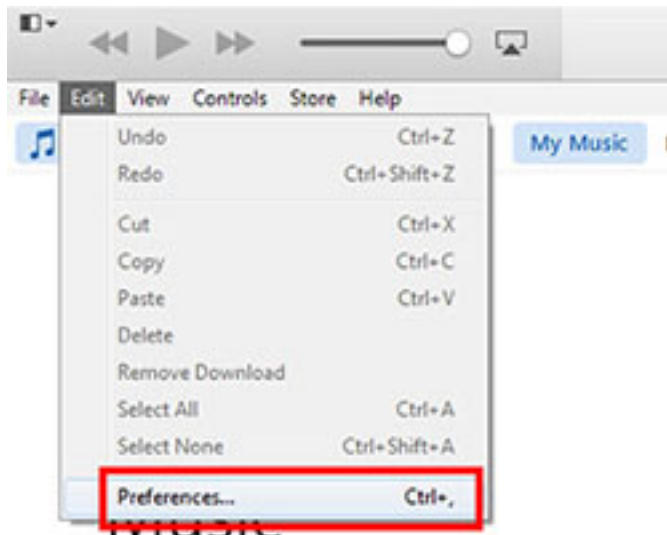 File Edit View Controls Store Help
My Music
Undo Ctrl+Z
Redo Ctrl+Shift+Z
Cut Ctrl+X
Copy Ctrl+C
Paste Ctrl+V
Delete
Remove Download
Select All Ctrl+A
Select None Ctrl+Shift+A
Preferences... Ctrl+,
Music